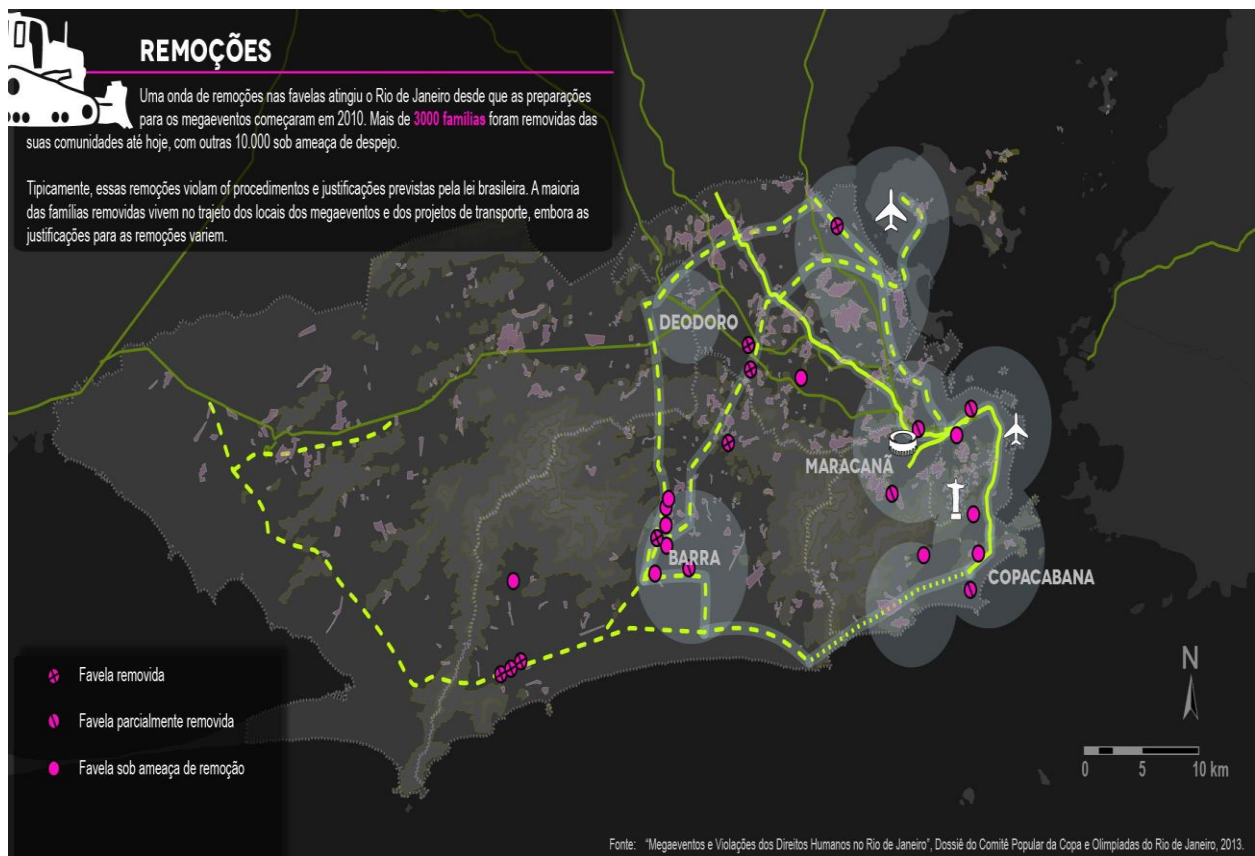 REMOÇÕES
Uma onda de remoções nas favelas atingiu o Rio de Janeiro desde que as preparações
para os megaeventos começaram em 2010. Mais de 3000 famílias foram removidas das
suas comunidades até hoje, com outras 10.000 sob ameaça de despejo.
Tipicamente, essas remoções violam of procedimentos e justificações previstas pela lei brasileira. A maioria
das famílias removidas vivem no trajeto dos locais dos megaeventos e dos projetos de transporte, embora as
justificações para as remoções variem.
DEODORO
MARACANÃ
BARRA
COPACABANA
Favela removida
Favela parcialmente removida
Favela sob ameaça de remoção
N
0 5 10 km
Fonte: “Megaeventos e Violações dos Direitos Humanos no Rio de Janeiro”, Dossiê do Comitê Popular da Copa e Olimpíadas do Rio de Janeiro, 2013.